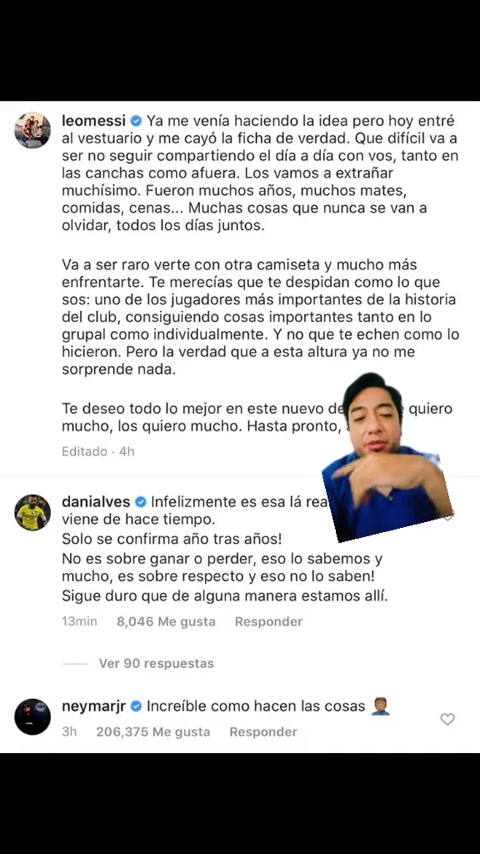 leomessi Ya me venía haciendo la idea pero hoy entré
al vestuario y me cayó la ficha de verdad. Que difícil va a
ser no seguir compartiendo el día a día con vos, tanto en
las canchas como afuera. Los vamos a extrañar
muchísimo. Fueron muchos años, muchos mates,
comidas, cenas... Muchas cosas que nunca se van a
olvidar, todos los días juntos.
Va a ser raro verte con otra camiseta y mucho más
enfrentarte. Te merecías que te despidan como lo que
sos: uno de los jugadores más importantes de la historia
del club, consiguiendo cosas importantes tanto en lo
grupal como individualmente. Y no que te echen como lo
hicieron. Pero la verdad que a esta altura ya no me
sorprende nada.
Te deseo todo lo mejor en este nuevo quiero
mucho, los quiero mucho. Hasta pronto,
Editado · 4h
danialves Infelizmente es esa lá
viene de hace tiempo.
Solo se confirma año tras años!
No es sobre ganar o perder, eso lo sabemos y
mucho, es sobre respecto y eso no lo saben!
Sigue duro que de alguna manera estamos allí.
13min 8,046 Me gusta Responder
Ver 90 respuestas
neymarjr Increíble como hacen las cosas 🤦🏾‍♂️
3h 206,375 Me gusta Responder